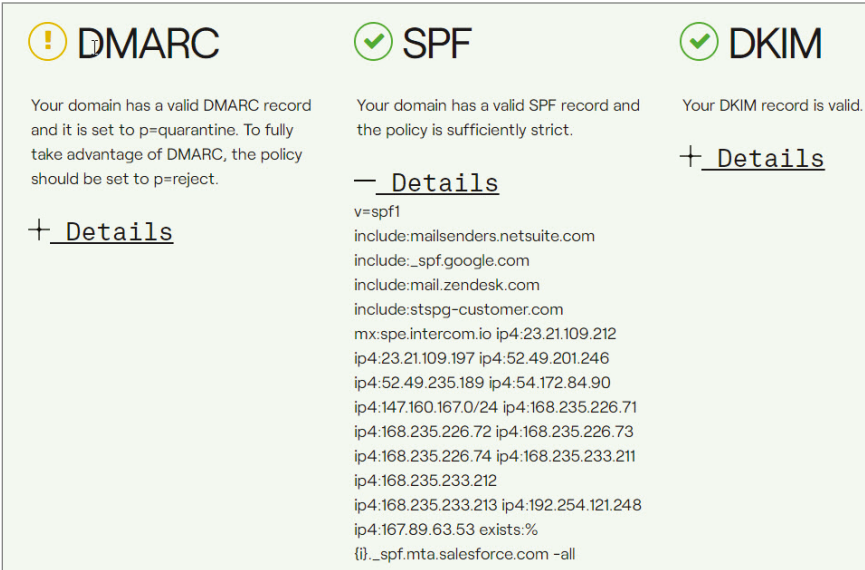 DMARC
Your domain has a valid DMARC record
and it is set to p=quarantine. To fully
take advantage of DMARC, the policy
should be set to p=reject.
+ Details
SPF
Your domain has a valid SPF record and
the policy is sufficiently strict.
— Details
v=spf1
include:mailsenders.netsuite.com
include:_spf.google.com
include:mail.zendesk.com
include:stspg-customer.com
mx:spe.intercom.io ip4:23.21.109.212
ip4:23.21.109.197 ip4:52.49.201.246
ip4:52.49.235.189 ip4:54.172.84.90
ip4:147.160.167.0/24 ip4:168.235.226.71
ip4:168.235.226.72 ip4:168.235.226.73
ip4:168.235.226.74 ip4:168.235.233.211
ip4:168.235.233.212
ip4:168.235.233.213 ip4:192.254.121.248
ip4:167.89.63.53 exists:%
{i}._spf.mta.salesforce.com -all
DKIM
Your DKIM record is valid.
+ Details